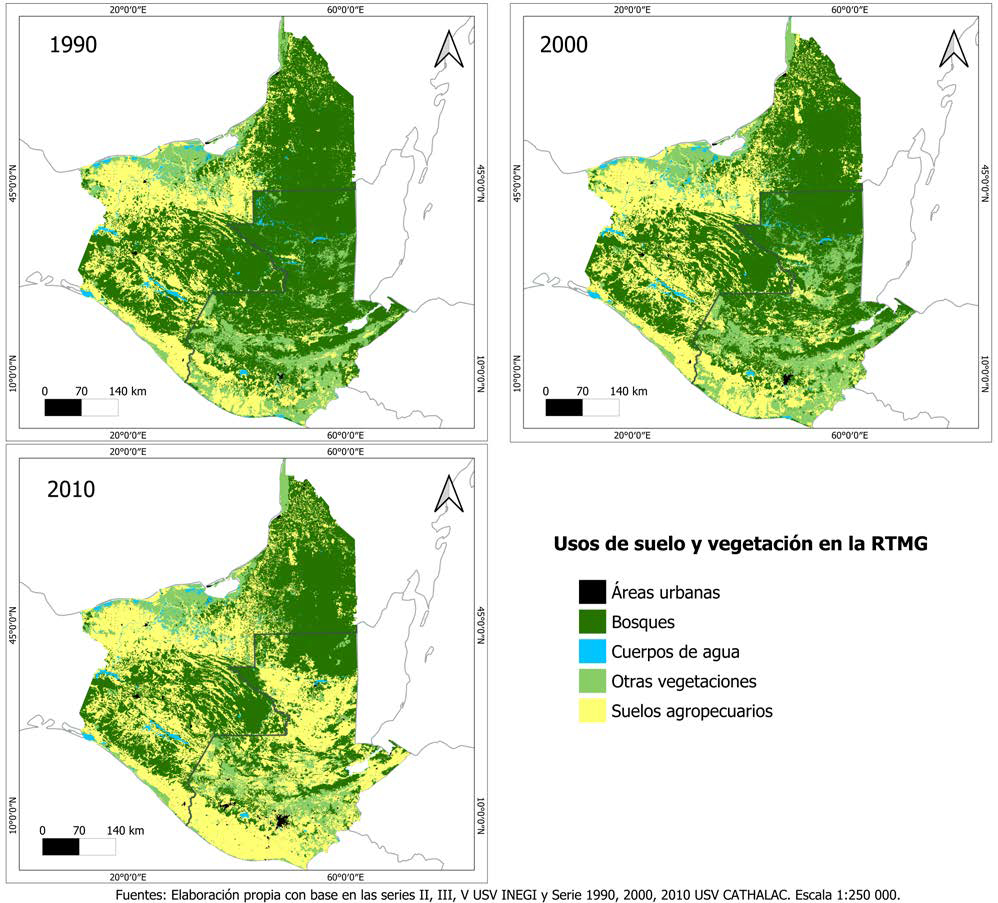 20°0'0"E 60°0'0"E
1990
45°0'0"N
45°0'0"N
10°0'0"N
10°0'0"N
0 70 140 km
20°0'0"E 60°0'0"E
20°0'0"E 60°0'0"E
2000
45°0'0"N
45°0'0"N
10°0'0"N
10°0'0"N
0 70 140 km
20°0'0"E 60°0'0"E
20°0'0"E 60°0'0"E
2010
45°0'0"N
45°0'0"N
10°0'0"N
10°0'0"N
0 70 140 km
20°0'0"E 60°0'0"E
Usos de suelo y vegetación en la RTMG
Áreas urbanas
Bosques
Cuerpos de agua
Otras vegetaciones
Suelos agropecuarios
Fuentes: Elaboración propia con base en las series II, III, V USV INEGI y Serie 1990, 2000, 2010 USV CATHALAC. Escala 1:250 000.